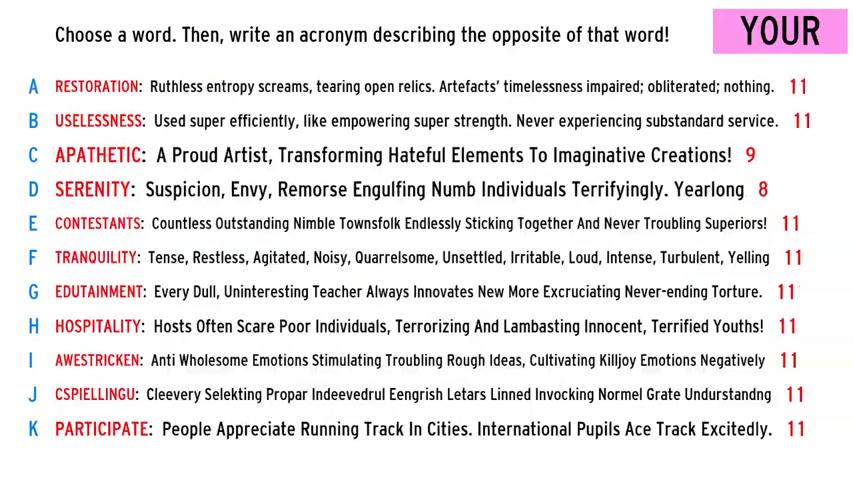 Choose a word. Then, write an acronym describing the opposite of that word!
YOUR
A RESTORATION: Ruthless entropy screams, tearing open relics. Artefacts' timelessness impaired; obliterated; nothing. 11
B USELESSNESS: Used super efficiently, like empowering super strength. Never experiencing substandard service. 11
C APATHETIC: A Proud Artist, Transforming Hateful Elements To Imaginative Creations! 9
D SERENITY: Suspicion, Envy, Remorse Engulfing Numb Individuals Terrifyingly. Yearlong 8
E CONTESTANTS: Countless Outstanding Nimble Townsfolk Endlessly Sticking Together And Never Troubling Superiors! 11
F TRANQUILITY: Tense, Restless, Agitated, Noisy, Quarrelsome, Unsettled, Irritable, Loud, Intense, Turbulent, Yelling 11
G EDUTAINMENT: Every Dull, Uninteresting Teacher Always Innovates New More Excruciating Never-ending Torture. 11
H HOSPITALITY: Hosts Often Scare Poor Individuals, Terrorizing And Lambasting Innocent, Terrified Youths! 11
I AWESTRICKEN: Anti Wholesome Emotions Stimulating Troubling Rough Ideas, Cultivating Killjoy Emotions Negatively 11
J CSPIELLINGU: Cleevery Selekting Propar Indeevedrul Eengrish Letars Linned Invocking Normel Grate Undurstandng 11
K PARTICIPATE: People Appreciate Running Track In Cities. International Pupils Ace Track Excitedly. 11